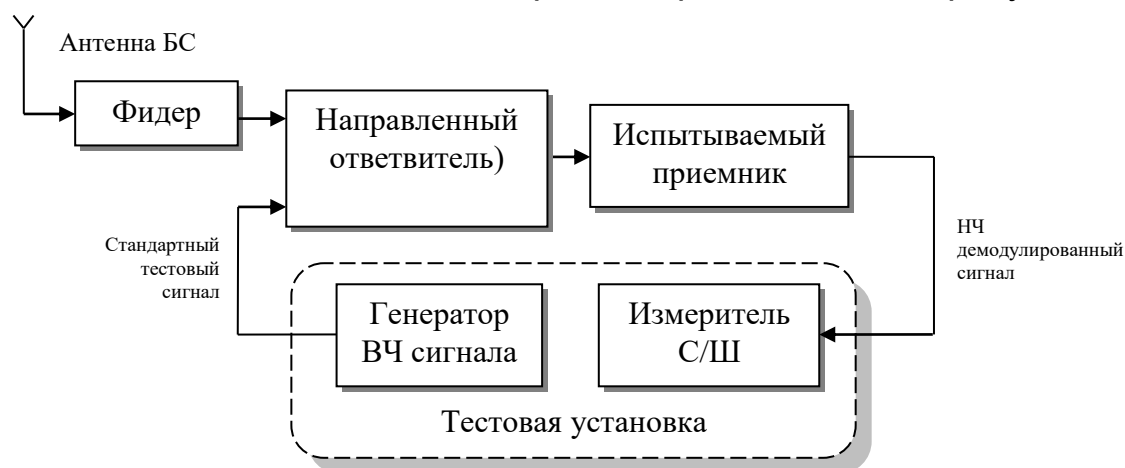 Антенна БС
Фидер
Направленный
ответвитель)
Испытываемый
приемник
Стандартный
тестовый
сигнал
НЧ
демодулированный
сигнал
Генератор
ВЧ сигнала
Измеритель
С/Ш
Тестовая установка